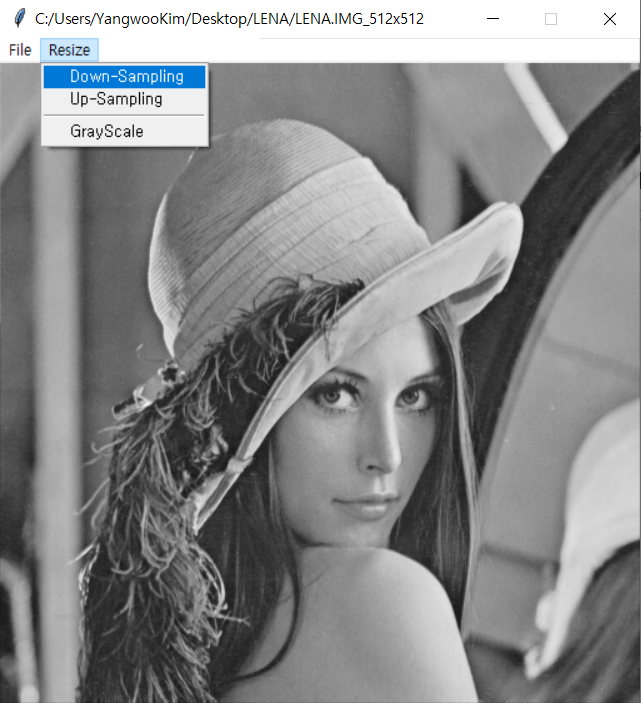 C:/Users/YangwooKim/Desktop/LENA/LENA.IMG_512x512
File Resize
Down-Sampling
Up-Sampling
GrayScale